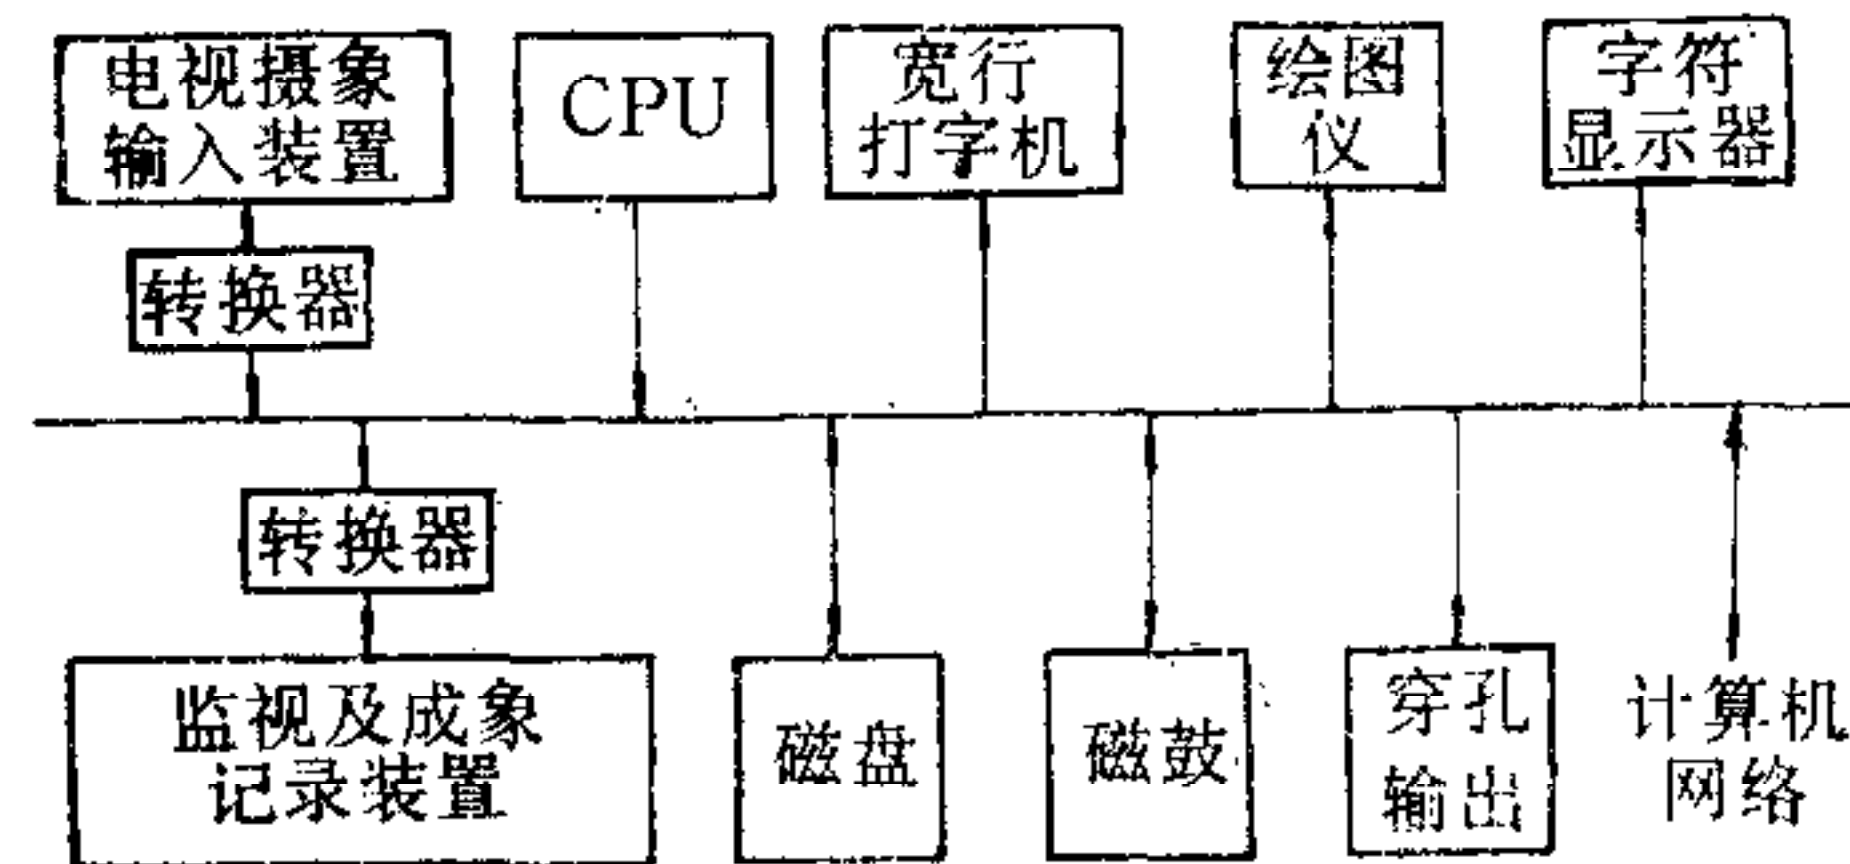 电视摄象
输入装置
CPU
宽行
打字机
绘图
仪
字符
显示器
转换器
转换器
监视及成象
记录装置
磁盘
磁鼓
穿孔
输出
计算机
网络